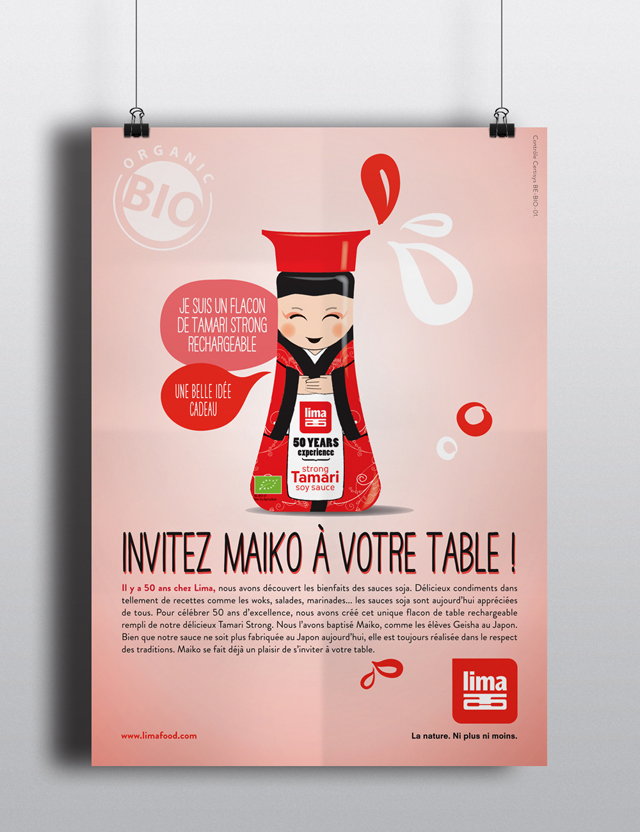 ORGANIC
BIO
Contrôle Certisys BE-BIO-01.
JE SUIS UN FLACON
DE TAMARI STRONG
RECHARGEABLE
UNE BELLE IDÉE
CADEAU
lima
50 YEARS
experience
strong
Tamari
soy sauce
INVITEZ MAIKO À VOTRE TABLE !
Il y a 50 ans chez Lima, nous avons découvert les bienfaits des sauces soja. Délicieux condiments dans
tellement de recettes comme les woks, salades, marinades... les sauces soja sont aujourd'hui appréciées
de tous. Pour célébrer 50 ans d'excellence, nous avons créé cet unique flacon de table rechargeable
rempli de notre délicieux Tamari Strong. Nous l'avons baptisé Maiko, comme les élèves Geisha au Japon.
Bien que notre sauce ne soit plus fabriquée au Japon aujourd'hui, elle est toujours réalisée dans le respect
des traditions. Maiko se fait déjà un plaisir de s'inviter à votre table.
lima
www.limafood.com
La nature. Ni plus ni moins.